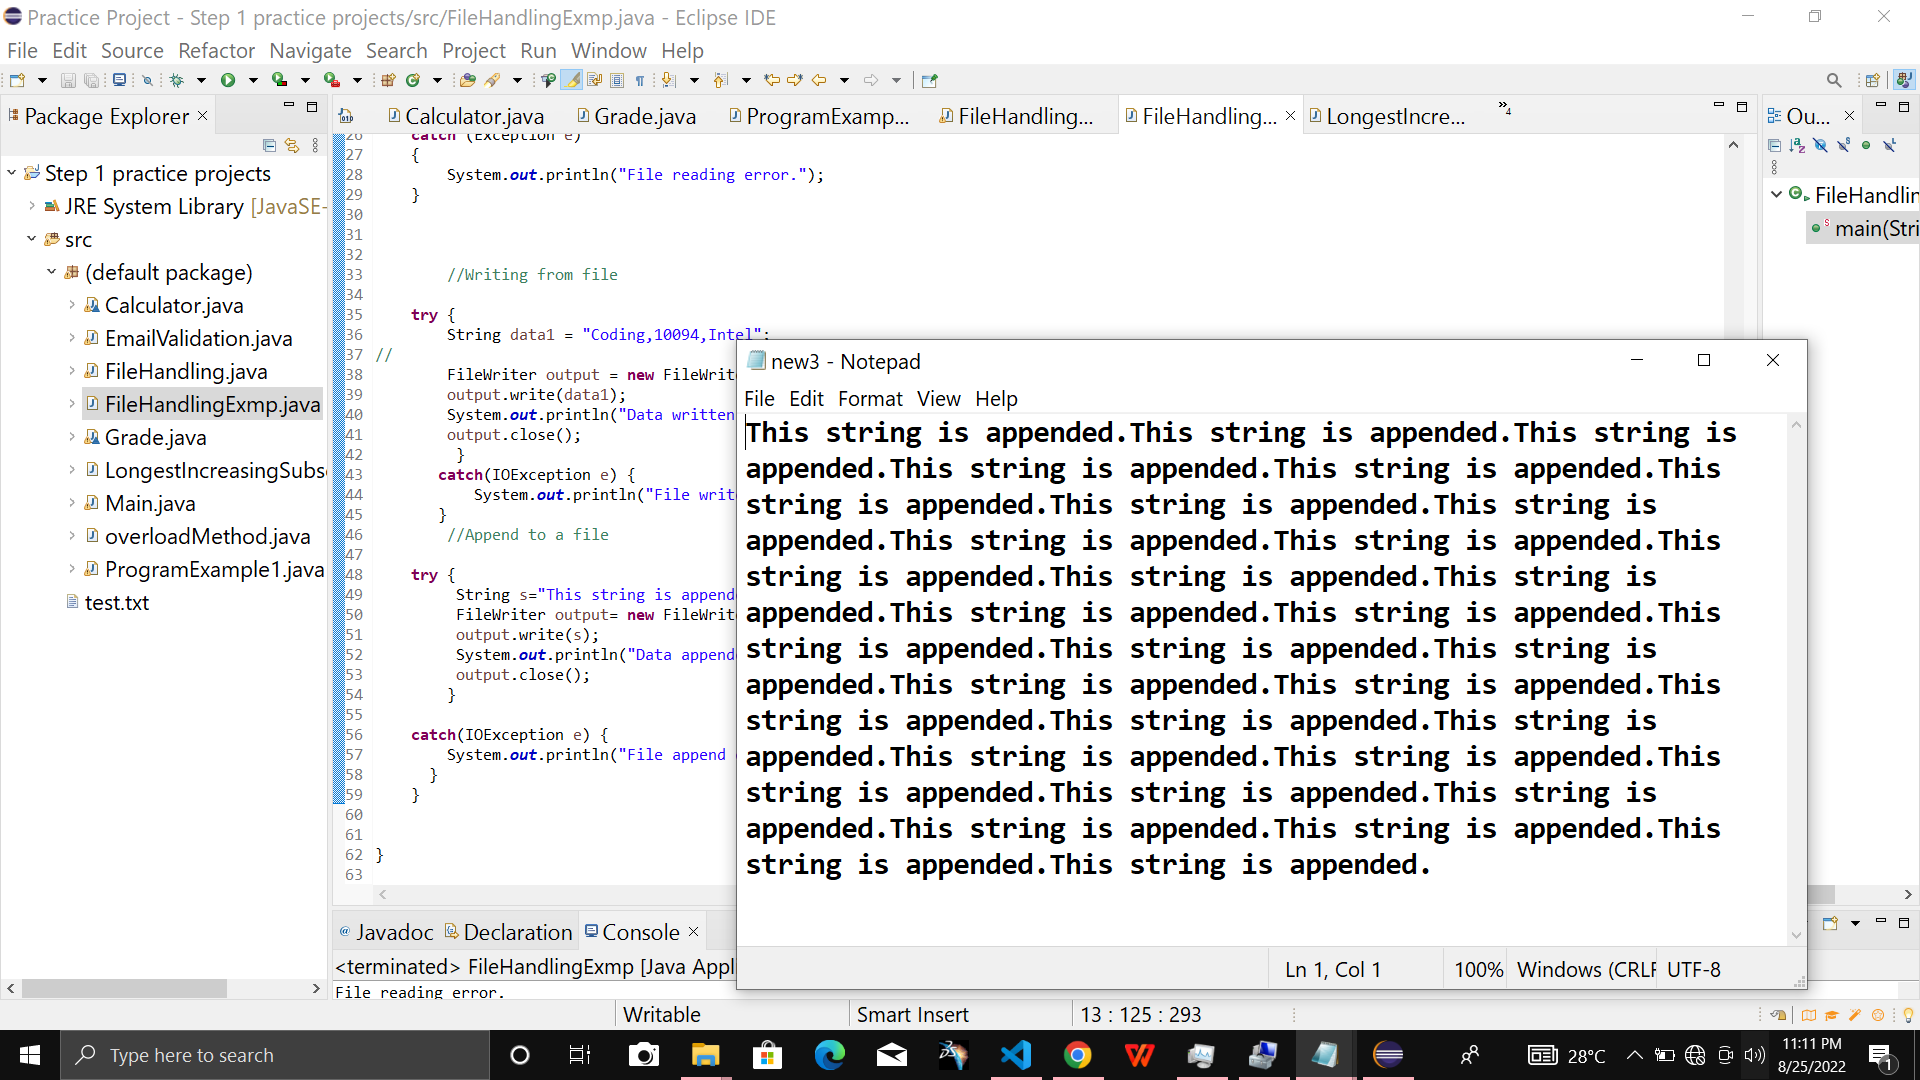 Practice Project - Step 1 practice projects/src/FileHandlingExmp.java - Eclipse IDE
File Edit Source Refactor Navigate Search Project Run Window Help
Package Explorer
Calculator.java
Grade.java
ProgramExamp...
FileHandling...
FileHandling...
LongestIncre...
4
Ou...
Step 1 practice projects
JRE System Library [JavaSE-
src
(default package)
Calculator.java
EmailValidation.java
FileHandling.java
FileHandlingExmp.java
Grade.java
LongestIncreasingSubs
Main.java
overloadMethod.java
ProgramExample1.java
test.txt
26 catch (Exception e)
27 {
28 System.out.println("File reading error.");
29 }
30
31
32
33 //Writing from file
34
35 try {
36 String data1 = "Coding,10094,Intel";
37 //
38 FileWriter output = new FileWrit
39 output.write(data1);
40 System.out.println("Data written
41 output.close();
42 }
43 catch(IOException e) {
44 System.out.println("File writ
45 }
46 //Append to a file
47
48 try {
49 String s="This string is append
50 FileWriter output= new FileWrit
51 output.write(s);
52 System.out.println("Data append
53 output.close();
54 }
55
56 catch(IOException e) {
57 System.out.println("File append
58 }
59 }
60
61
62 }
63
FileHandlin
main(Stri
new3 - Notepad
File Edit Format View Help
This string is appended.This string is appended.This string is
appended.This string is appended.This string is appended.This
string is appended.This string is appended.This string is
appended.This string is appended.This string is appended.This
string is appended.This string is appended.This string is
appended.This string is appended.This string is appended.This
string is appended.This string is appended.This string is
appended.This string is appended.This string is appended.This
string is appended.This string is appended.This string is
appended.This string is appended.This string is appended.This
string is appended.This string is appended.This string is
appended.This string is appended.This string is appended.This
string is appended.This string is appended.
Ln 1, Col 1 100% Windows (CRLF UTF-8
Javadoc Declaration Console
<terminated> FileHandlingExmp [Java Appl
File reading error.
Writable Smart Insert 13 : 125 : 293
Type here to search
28°C
11:11 PM
8/25/2022
1